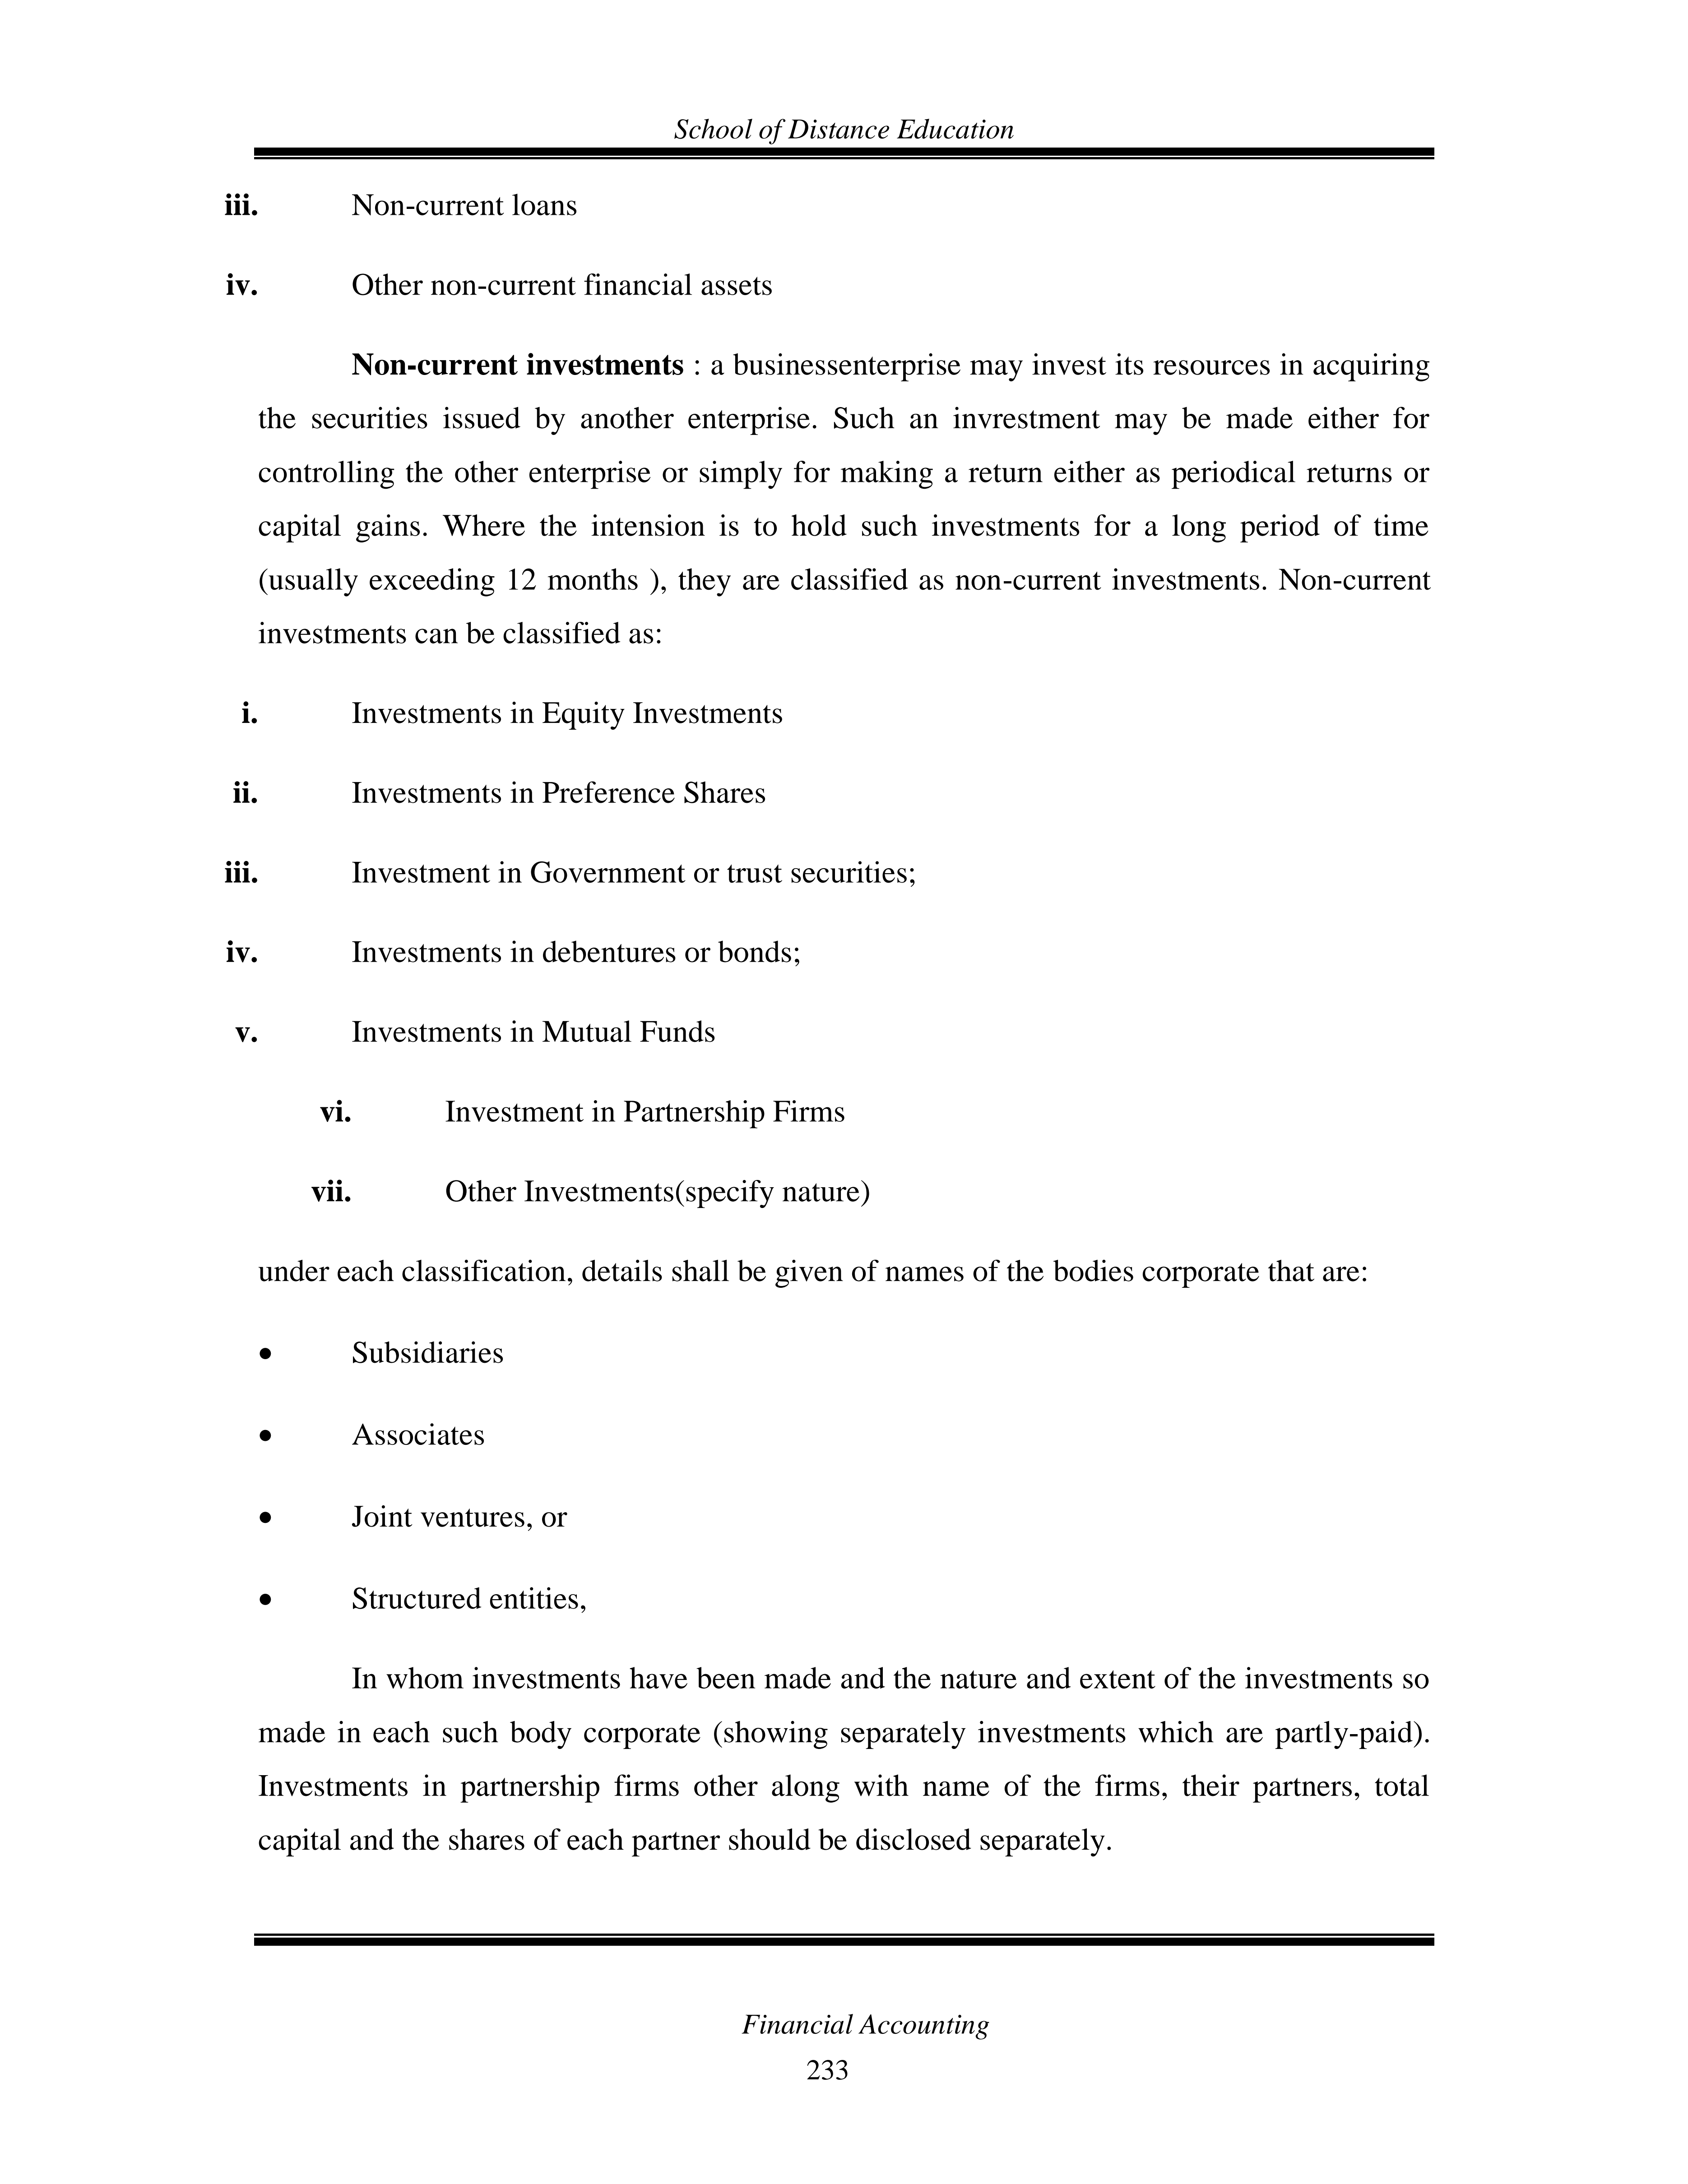 School of Distance Education
iii. Non-current loans
iv. Other non-current financial assets
Non-current investments : a businessenterprise may invest its resources in acquiring
the securities issued by another enterprise. Such an invrestment may be made either for
controlling the other enterprise or simply for making a return either as periodical returns or
capital gains. Where the intension is to hold such investments for a long period of time
(usually exceeding 12 months ), they are classified as non-current investments. Non-current
investments can be classified as:
i. Investments in Equity Investments
ii. Investments in Preference Shares
iii. Investment in Government or trust securities;
iv. Investments in debentures or bonds;
v. Investments in Mutual Funds
vi. Investment in Partnership Firms
vii. Other Investments(specify nature)
under each classification, details shall be given of names of the bodies corporate that are:
• Subsidiaries
• Associates
• Joint ventures, or
• Structured entities,
In whom investments have been made and the nature and extent of the investments so
made in each such body corporate (showing separately investments which are partly-paid).
Investments in partnership firms other along with name of the firms, their partners, total
capital and the shares of each partner should be disclosed separately.
Financial Accounting
233